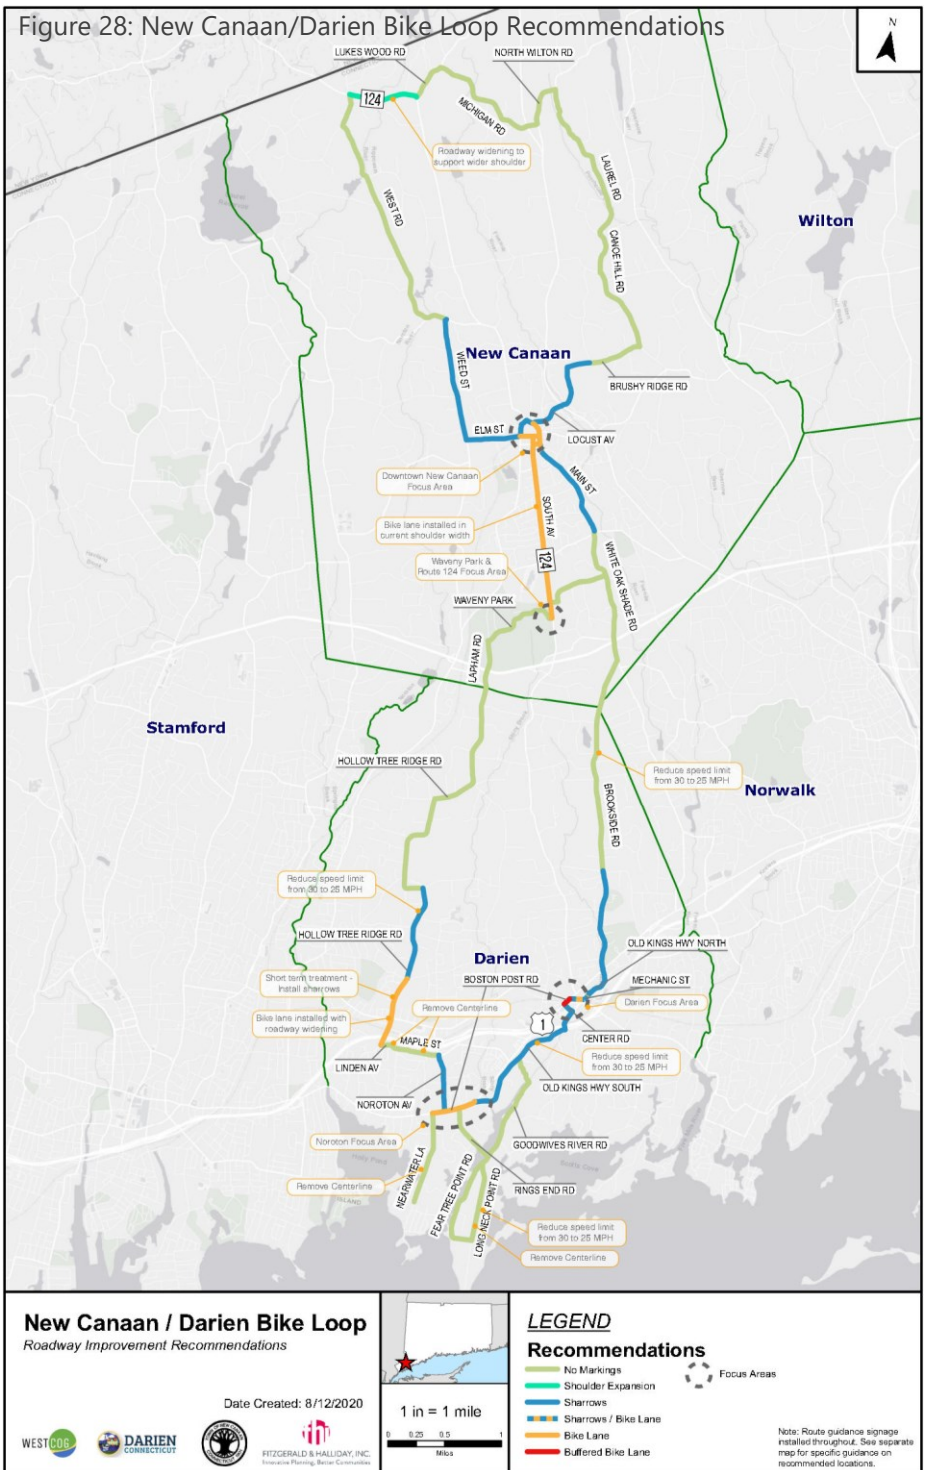 Figure 28: New Canaan/Darien Bike Loop Recommendations
N
LUKES WOOD RD
NORTH WILTON RD
124
MICHIGAN RD
Roadway widening to
support wider shoulder
WEST RD
LAUREL RD
CANOE HILL RD
Wilton
New Canaan
WEED ST
BRUSHY RIDGE RD
ELM ST
LOCUST AV
Downtown New Canaan
Focus Area
MAIN ST
SOUTH AV
Bike lane installed in
current shoulder width
124
Waveny Park &
Route 124 Focus Area
WHITE OAK SHADE RD
WAVENY PARK
LAPHAM RD
Stamford
HOLLOW TREE RIDGE RD
Reduce speed limit
from 30 to 25 MPH
Norwalk
BROOKSIDE RD
Reduce speed limit
from 30 to 25 MPH
HOLLOW TREE RIDGE RD
OLD KINGS HWY NORTH
Darien
BOSTON POST RD
MECHANIC ST
Short term treatment -
Install sharrows
Darien Focus Area
Remove Centerline
Bike lane installed with
roadway widening
1
CENTER RD
MAPLE ST
Reduce speed limit
from 30 to 25 MPH
LINDEN AV
OLD KINGS HWY SOUTH
NOROTON AV
Noroton Focus Area
GOODWIVES RIVER RD
NEARWATER LA
Remove Centerline
RINGS END RD
FEAR TREE POINT RD
LONG NECK POINT RD
ISLAND
Reduce speed limit
from 30 to 25 MPH
Remove Centerline
New Canaan / Darien Bike Loop
Roadway Improvement Recommendations
Date Created: 8/12/2020
WESTCOG
DARIEN
CONNECTICUT
fhi
FITZGERALD & HALLIDAY, INC.
Innovative Planning, Better Communities
1 in = 1 mile
0 0.25 0.5 1
Miles
LEGEND
Recommendations
No Markings
Shoulder Expansion
Sharrows
Sharrows / Bike Lane
Bike Lane
Buffered Bike Lane
Focus Areas
Note: Route guidance signage
installed throughout. See separate
map for specific guidance on
recommended locations.